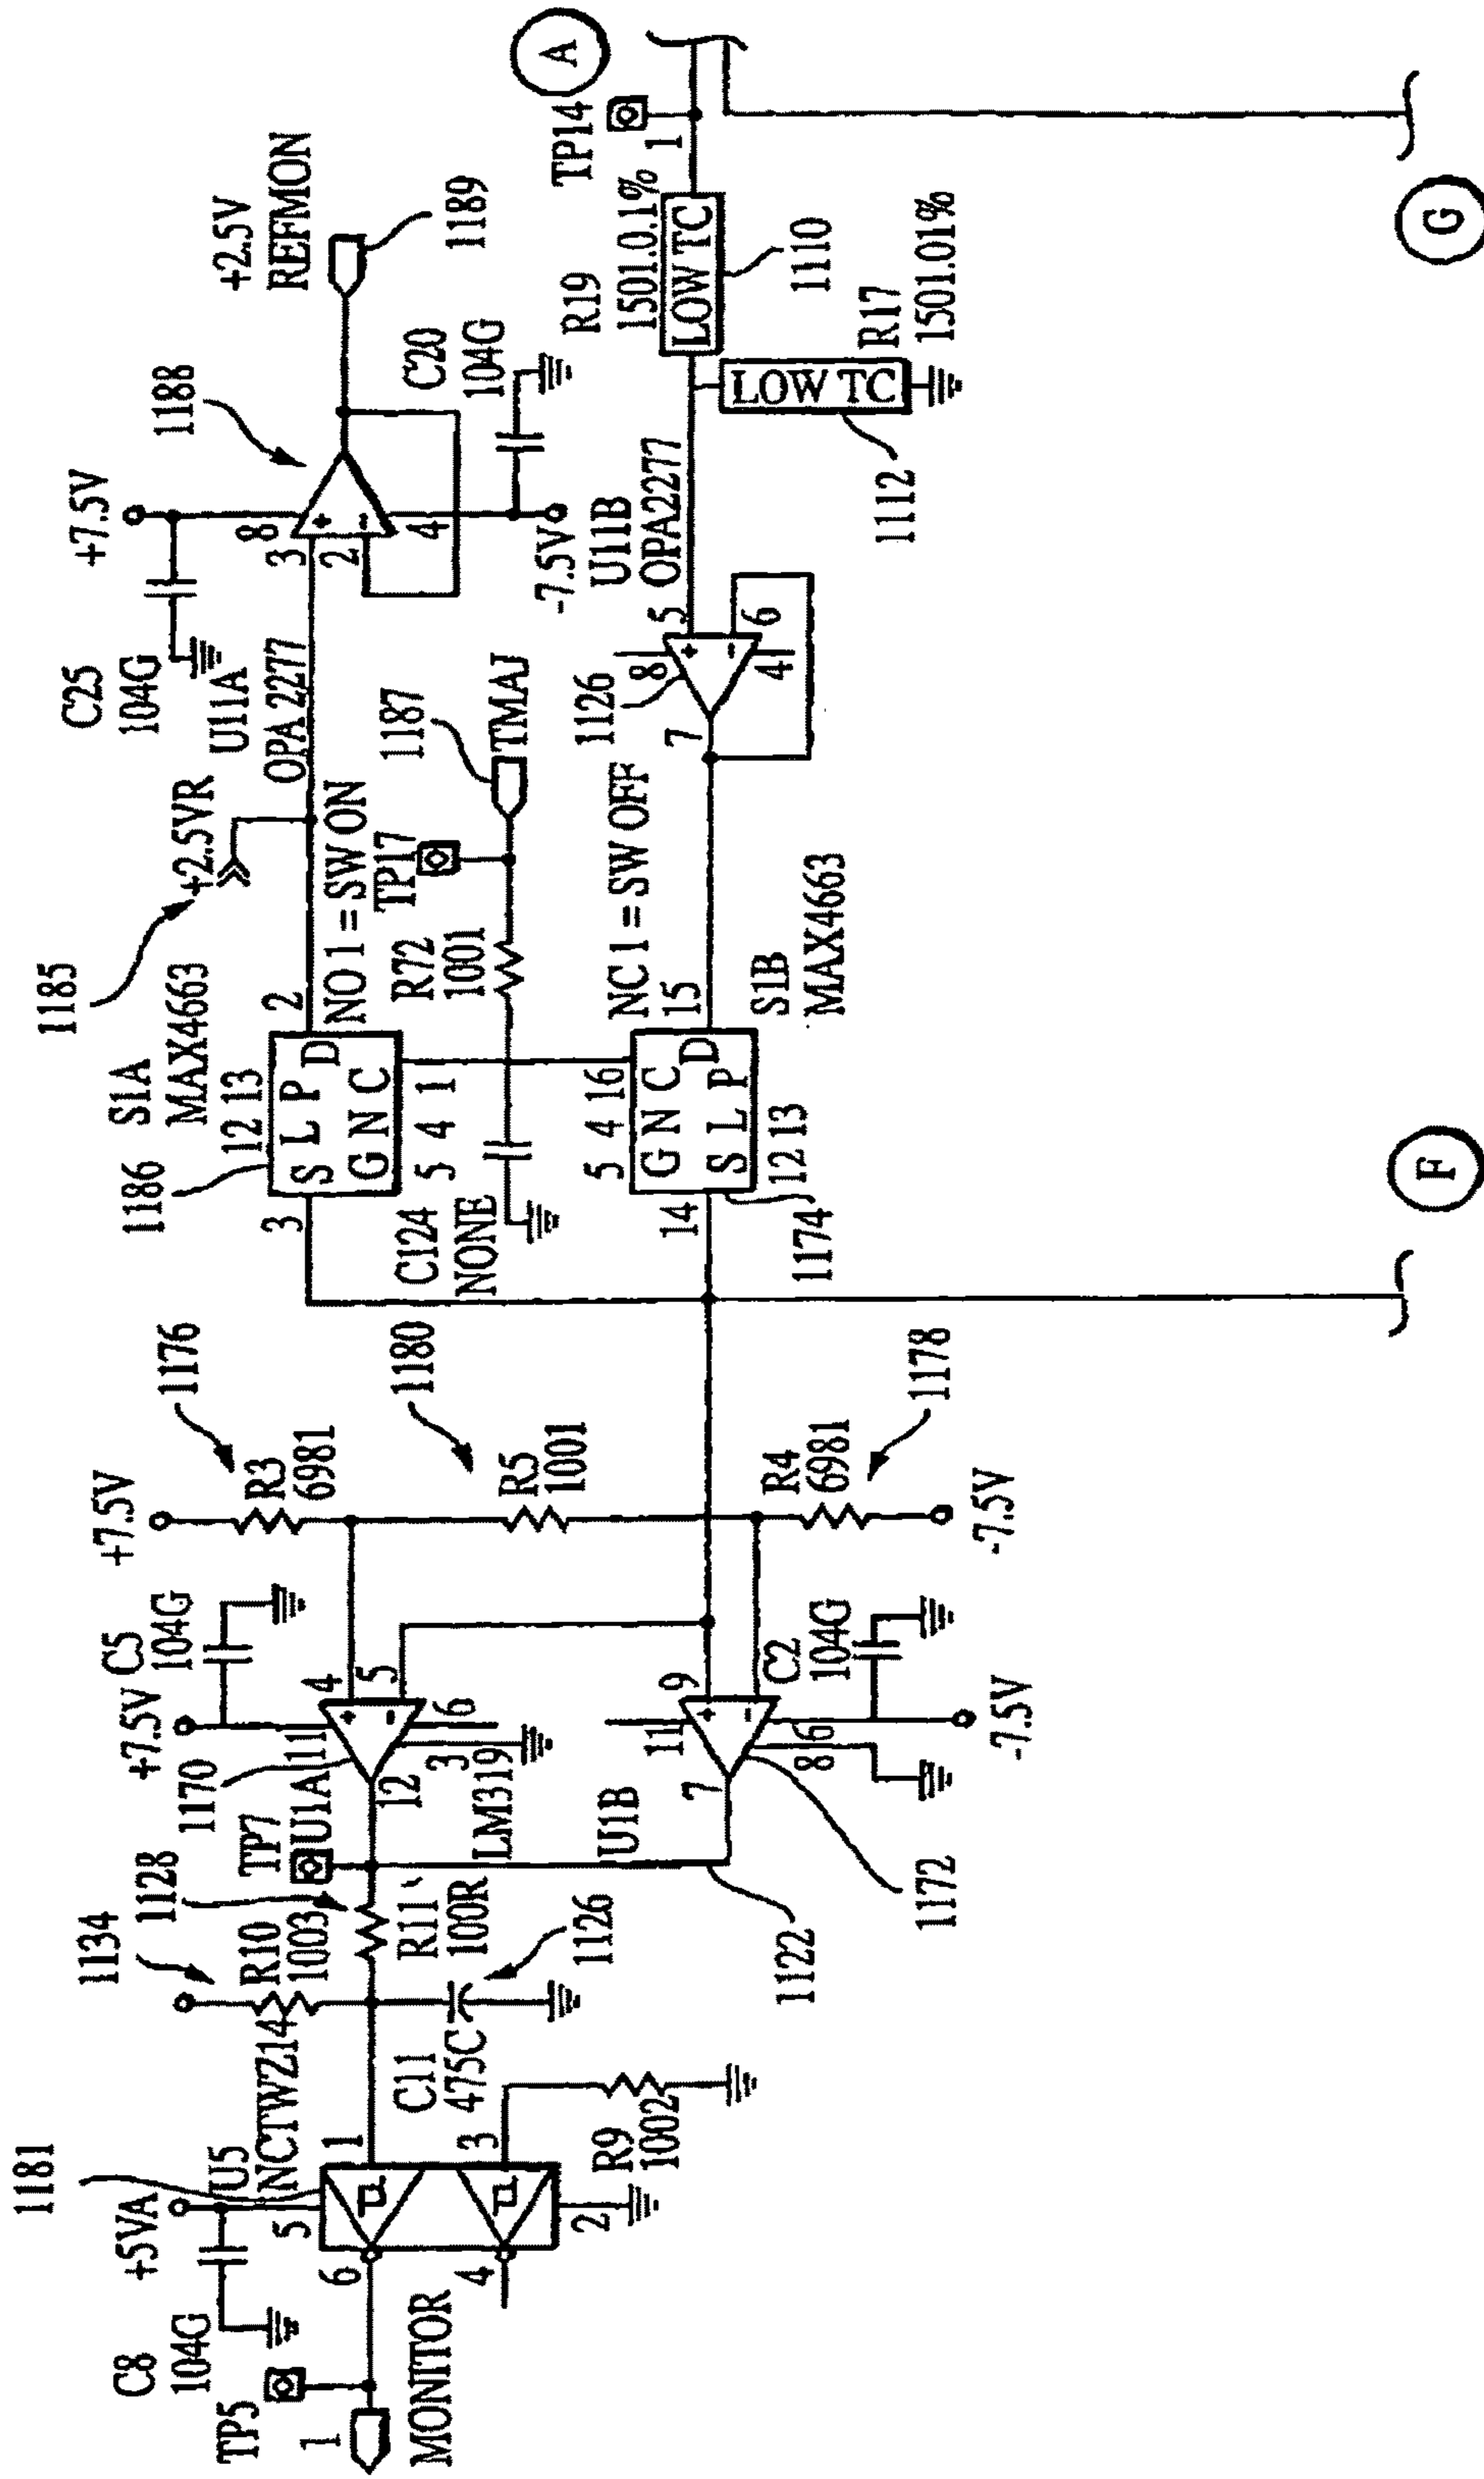 1181
+5VA
U5
NCTWZ14
C8
104G
5
6
1
TP5
1
MONITOR
4
3
2
R9
1002
1134
R10
1003
C11
475C
1126
1128
TP7
R11
100R
U1A
1170
+7.5V
11
12
3
LM319
6
4
5
C5
104G
U1B
7
11
9
8
6
1122
1172
C2
104G
-7.5V
+7.5V
R3
6981
1176
R5
1001
1180
R4
6981
1178
-7.5V
1186
S1A
MAX4663
12 13
3
2
S L P D
G N C
5 4 1
1185
+2.5VR
NO 1 = SW ON
U11A
OPA 2277
C25
104G
+7.5V
8
3
2
4
1188
-7.5V
C20
104G
+2.5V
REFMON
1189
C124
NONE
R72
1001
TP17
TMAJ
1187
5 4 16
G N C
S L P D
14
15
12 13
1174
NC 1 = SW OFF
S1B
MAX4663
1126
7
8
5
6
4
U11B
OPA2277
R19
1501.0.1%
LOW TC
1110
TP14
1
LOW TC
R17
1501.01%
1112
A
F
G